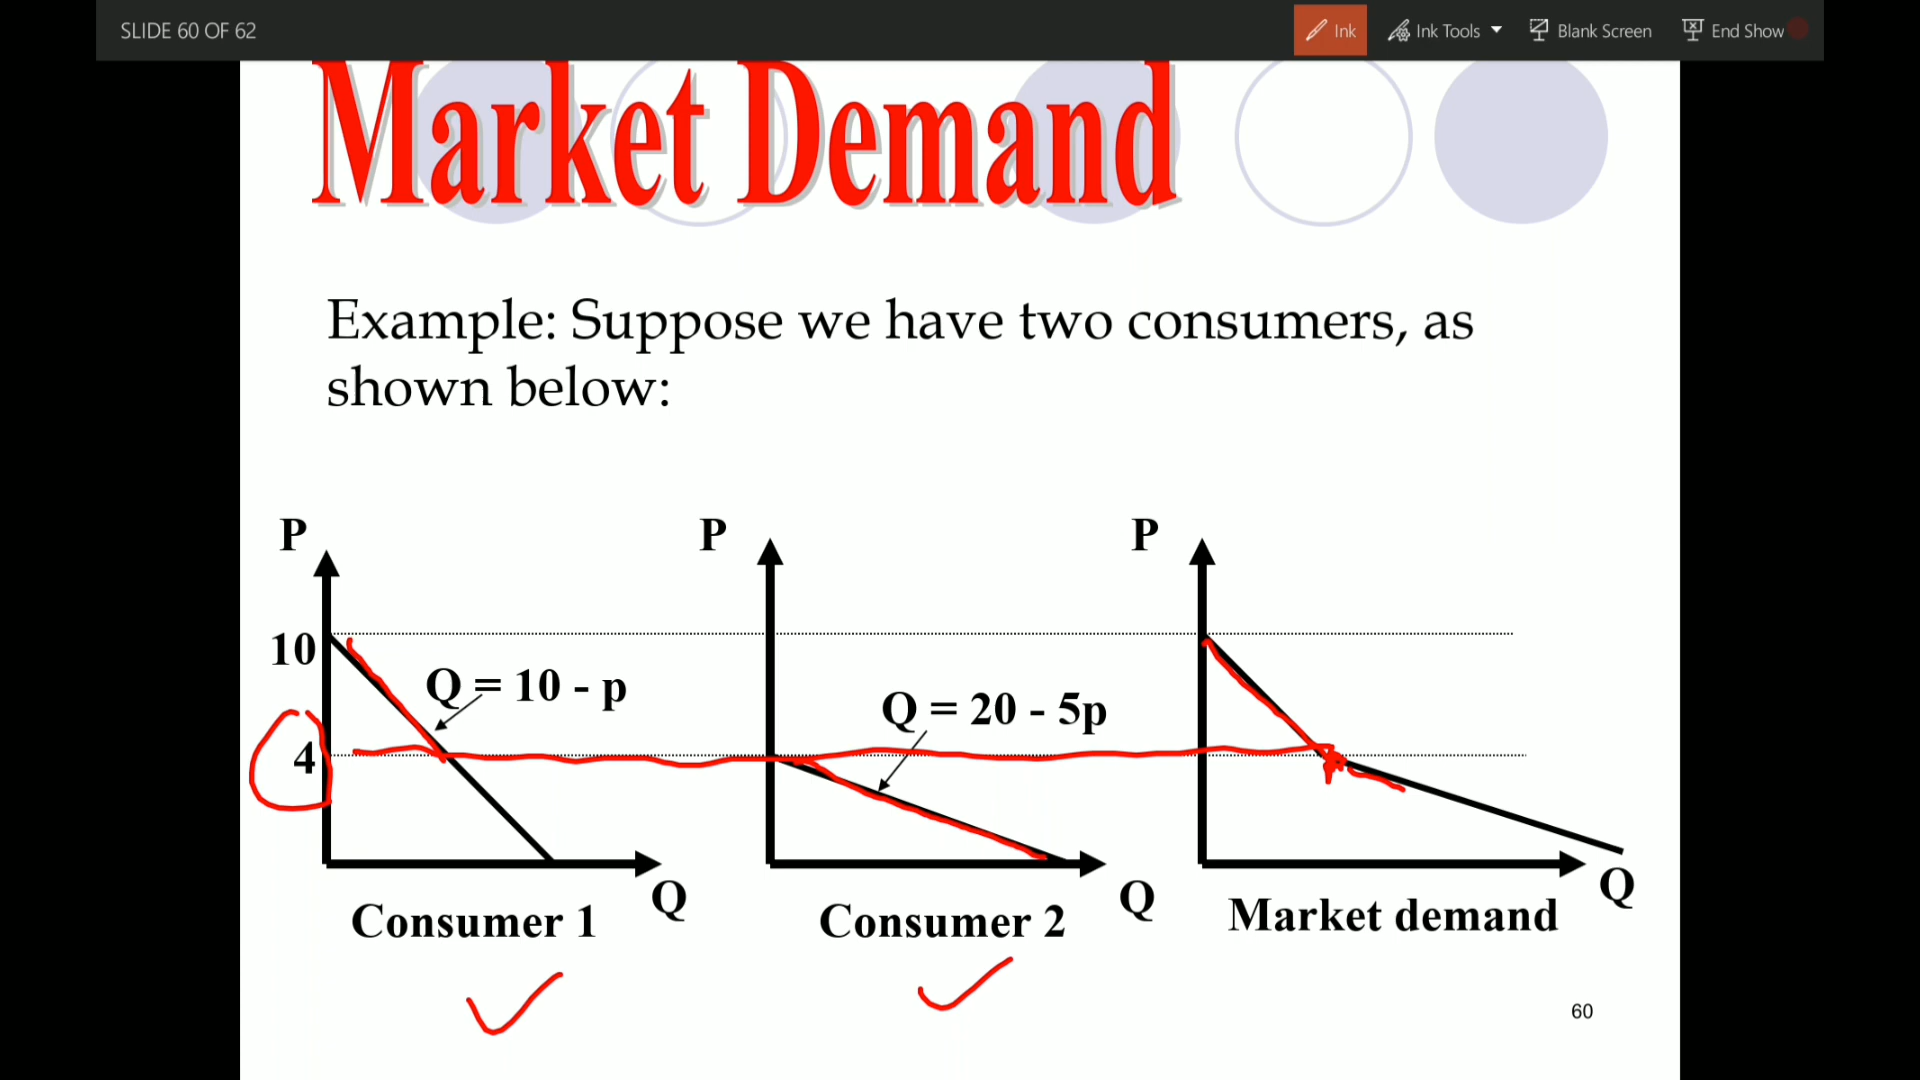 SLIDE 60 OF 62
Ink
Ink Tools
Blank Screen
End Show
Market Demand
Example: Suppose we have two consumers, as
shown below:
P
10
4
Q = 10 - p
Q
Consumer 1
P
Q = 20 - 5p
Q
Consumer 2
P
Q
Market demand
60